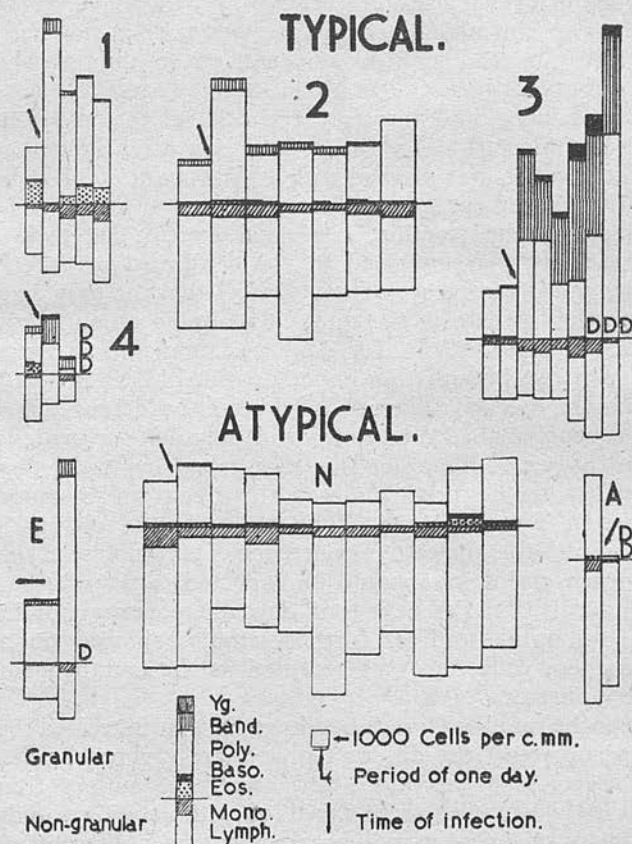 TYPICAL.
1
2
3
4
D
D
D
D
D
D
D
ATYPICAL.
E
N
A
D
D
D
Yg.
Band.
Poly.
Baso.
Eos.
Mono.
Lymph.
Granular
Non-granular
←1000 Cells per c.mm.
Period of one day.
Time of infection.